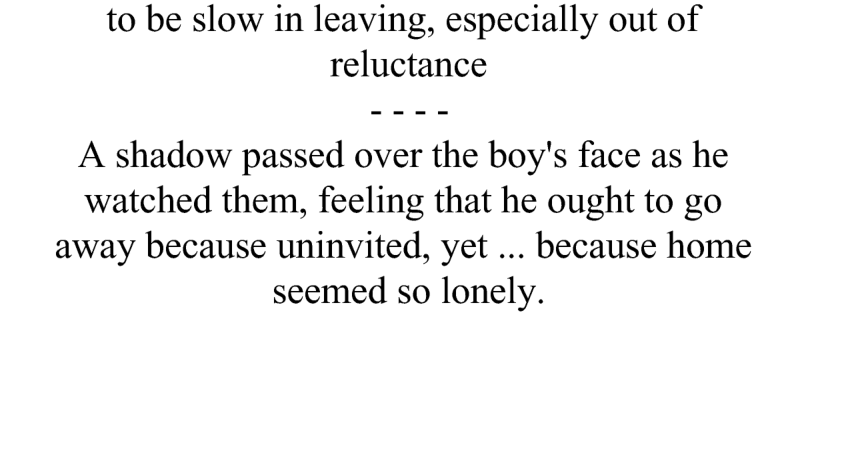 to be slow in leaving, especially out of
reluctance
- - - -
A shadow passed over the boy's face as he
watched them, feeling that he ought to go
away because uninvited, yet ... because home
seemed so lonely.